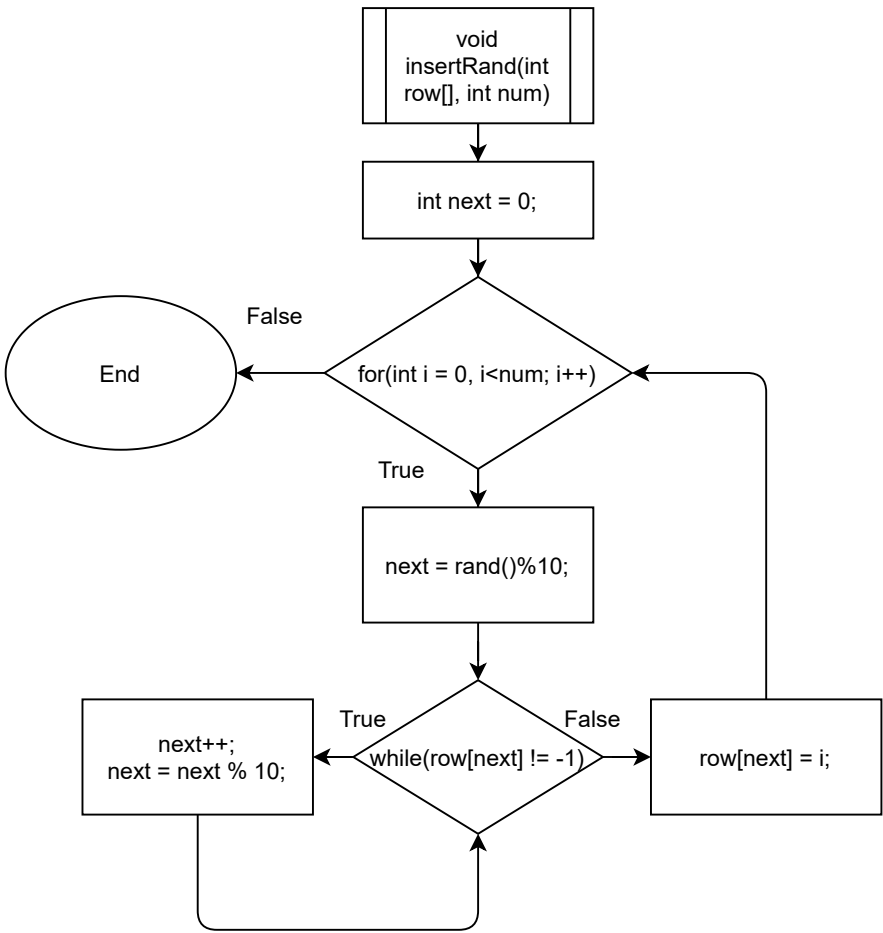 void
insertRand(int
row[], int num)
int next = 0;
False
End
for(int i = 0, i<num; i++)
True
next = rand()%10;
True
False
next++;
next = next % 10;
while(row[next] != -1)
row[next] = i;